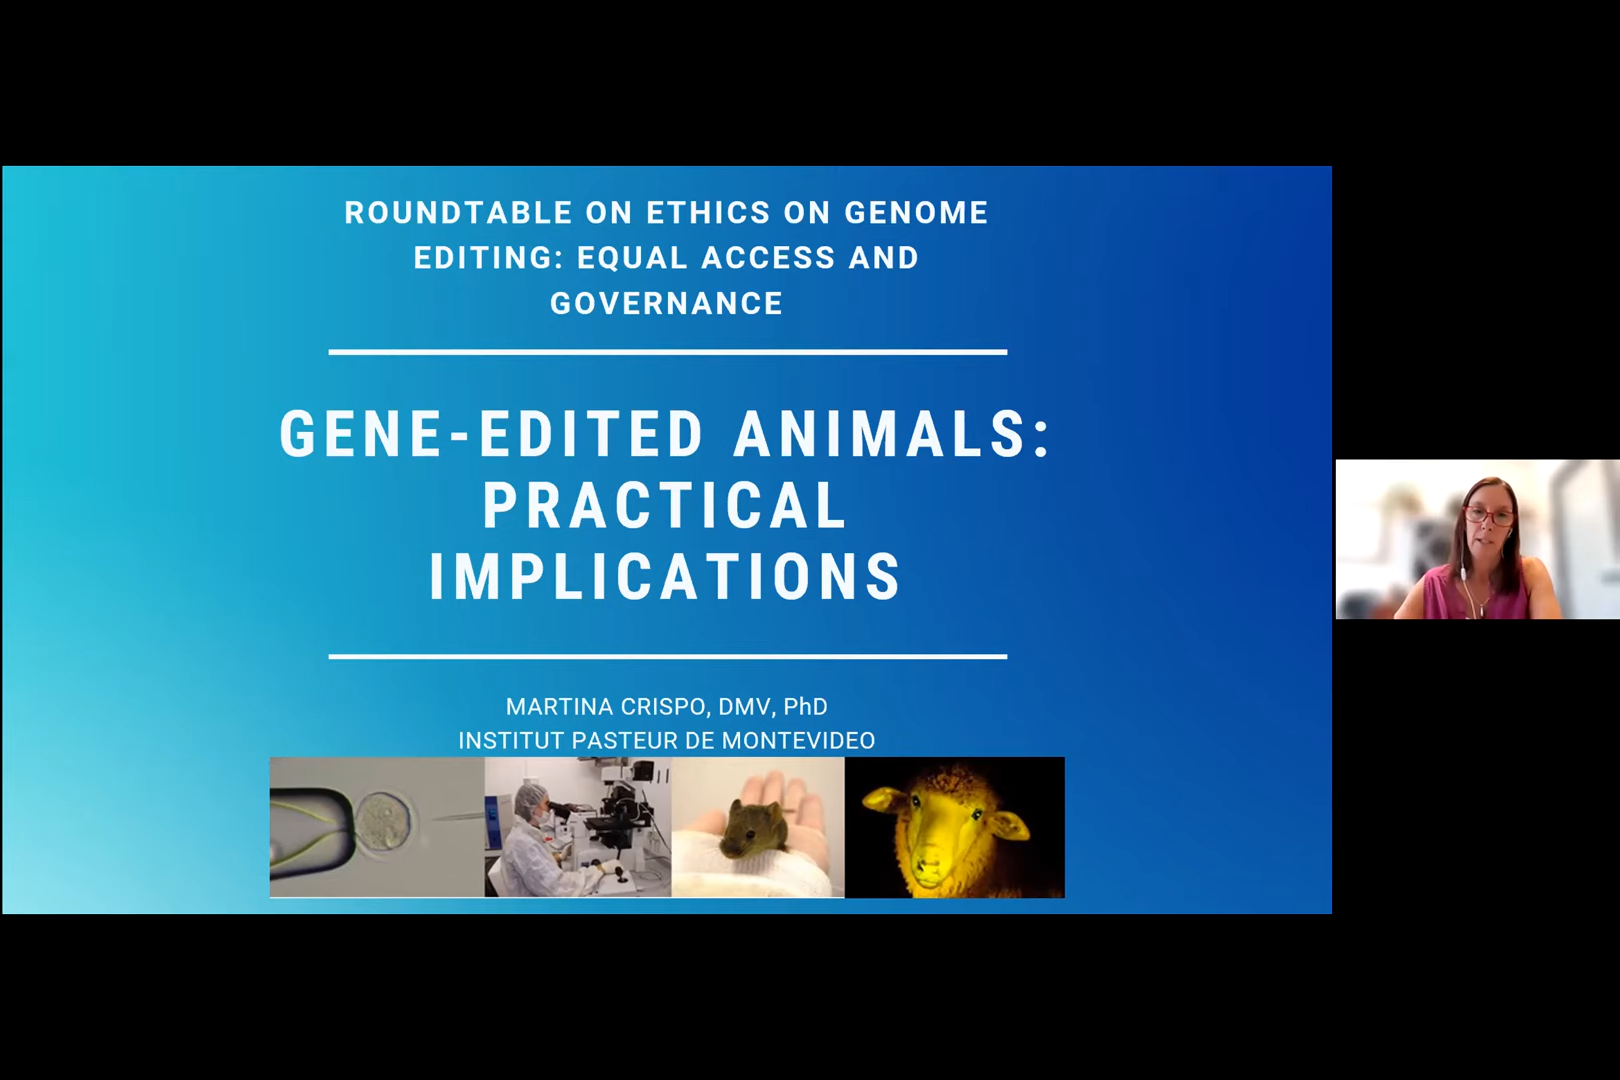 ROUNDTABLE ON ETHICS ON GENOME
EDITING: EQUAL ACCESS AND
GOVERNANCE
GENE-EDITED ANIMALS:
PRACTICAL
IMPLICATIONS
MARTINA CRISPO, DMV, PhD
INSTITUT PASTEUR DE MONTEVIDEO